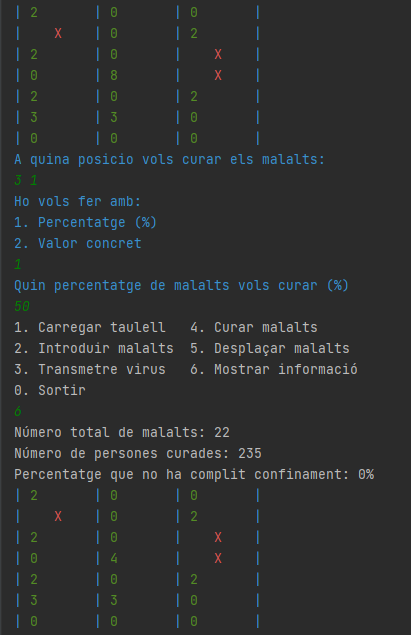 | 2 | 0 | 0 |
| X | 0 | 2 |
| 2 | 0 | X |
| 0 | 8 | X |
| 2 | 0 | 2 |
| 3 | 3 | 0 |
| 0 | 0 | 0 |
A quina posicio vols curar els malalts:
3 1
Ho vols fer amb:
1. Percentatge (%)
2. Valor concret
1
Quin percentatge de malalts vols curar (%)
50
1. Carregar taulell 4. Curar malalts
2. Introduir malalts 5. Desplaçar malalts
3. Transmetre virus 6. Mostrar informació
0. Sortir
6
Número total de malalts: 22
Número de persones curades: 235
Percentatge que no ha complit confinament: 0%
| 2 | 0 | 0 |
| X | 0 | 2 |
| 2 | 0 | X |
| 0 | 4 | X |
| 2 | 0 | 2 |
| 3 | 3 | 0 |
| 0 | 0 | 0 |